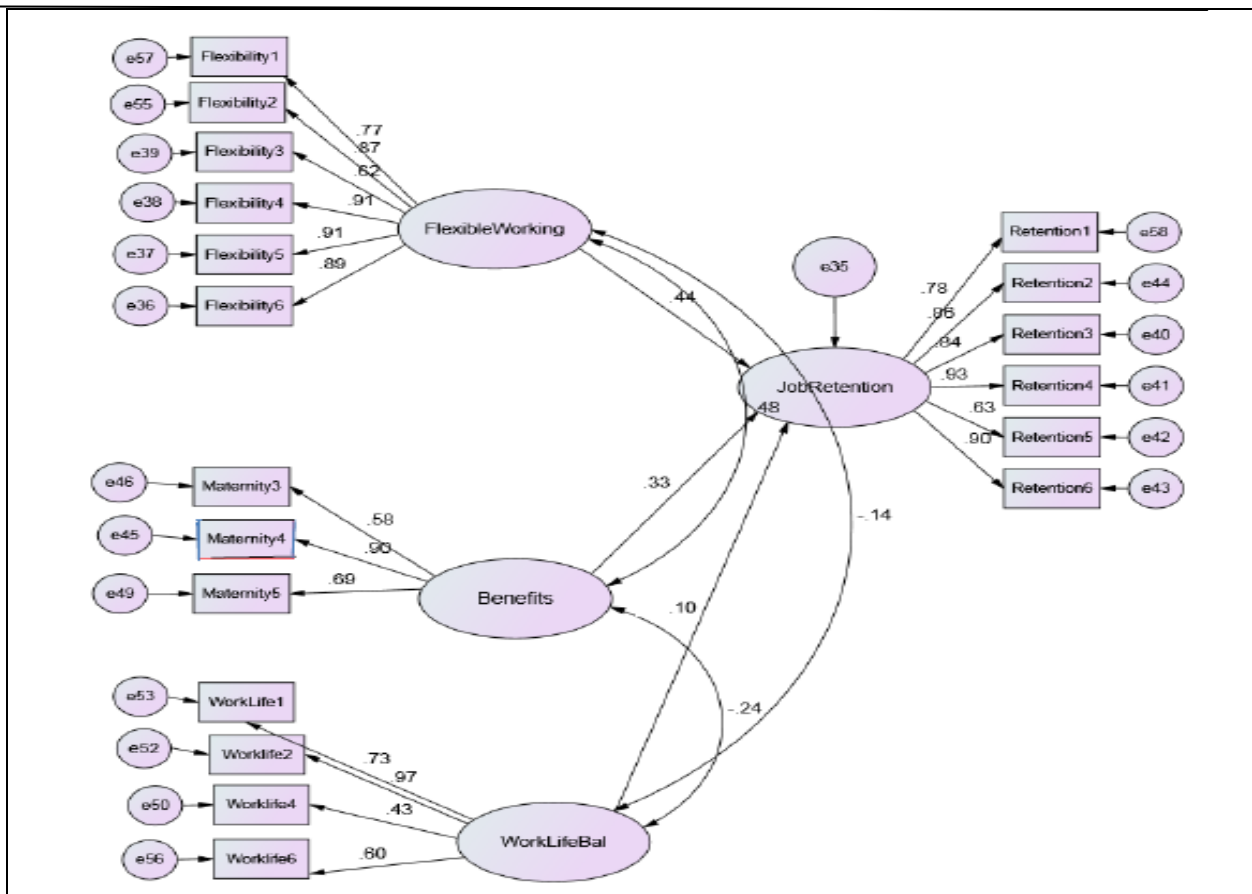 e57
Flexibility1
e55
Flexibility2
e39
Flexibility3
e38
Flexibility4
e37
Flexibility5
e36
Flexibility6
.77
.87
.62
.91
.91
.89
FlexibleWorking
e35
.44
JobRetention
.48
Retention1
e58
Retention2
e44
Retention3
e40
Retention4
e41
Retention5
e42
Retention6
e43
.78
.86
.84
.93
.63
.90
e46
Maternity3
e45
Maternity4
e49
Maternity5
.58
.90
.69
Benefits
.33
-.14
.10
-.24
e53
WorkLife1
e52
Worklife2
e50
Worklife4
e56
Worklife6
.73
.97
.43
.60
WorkLifeBal